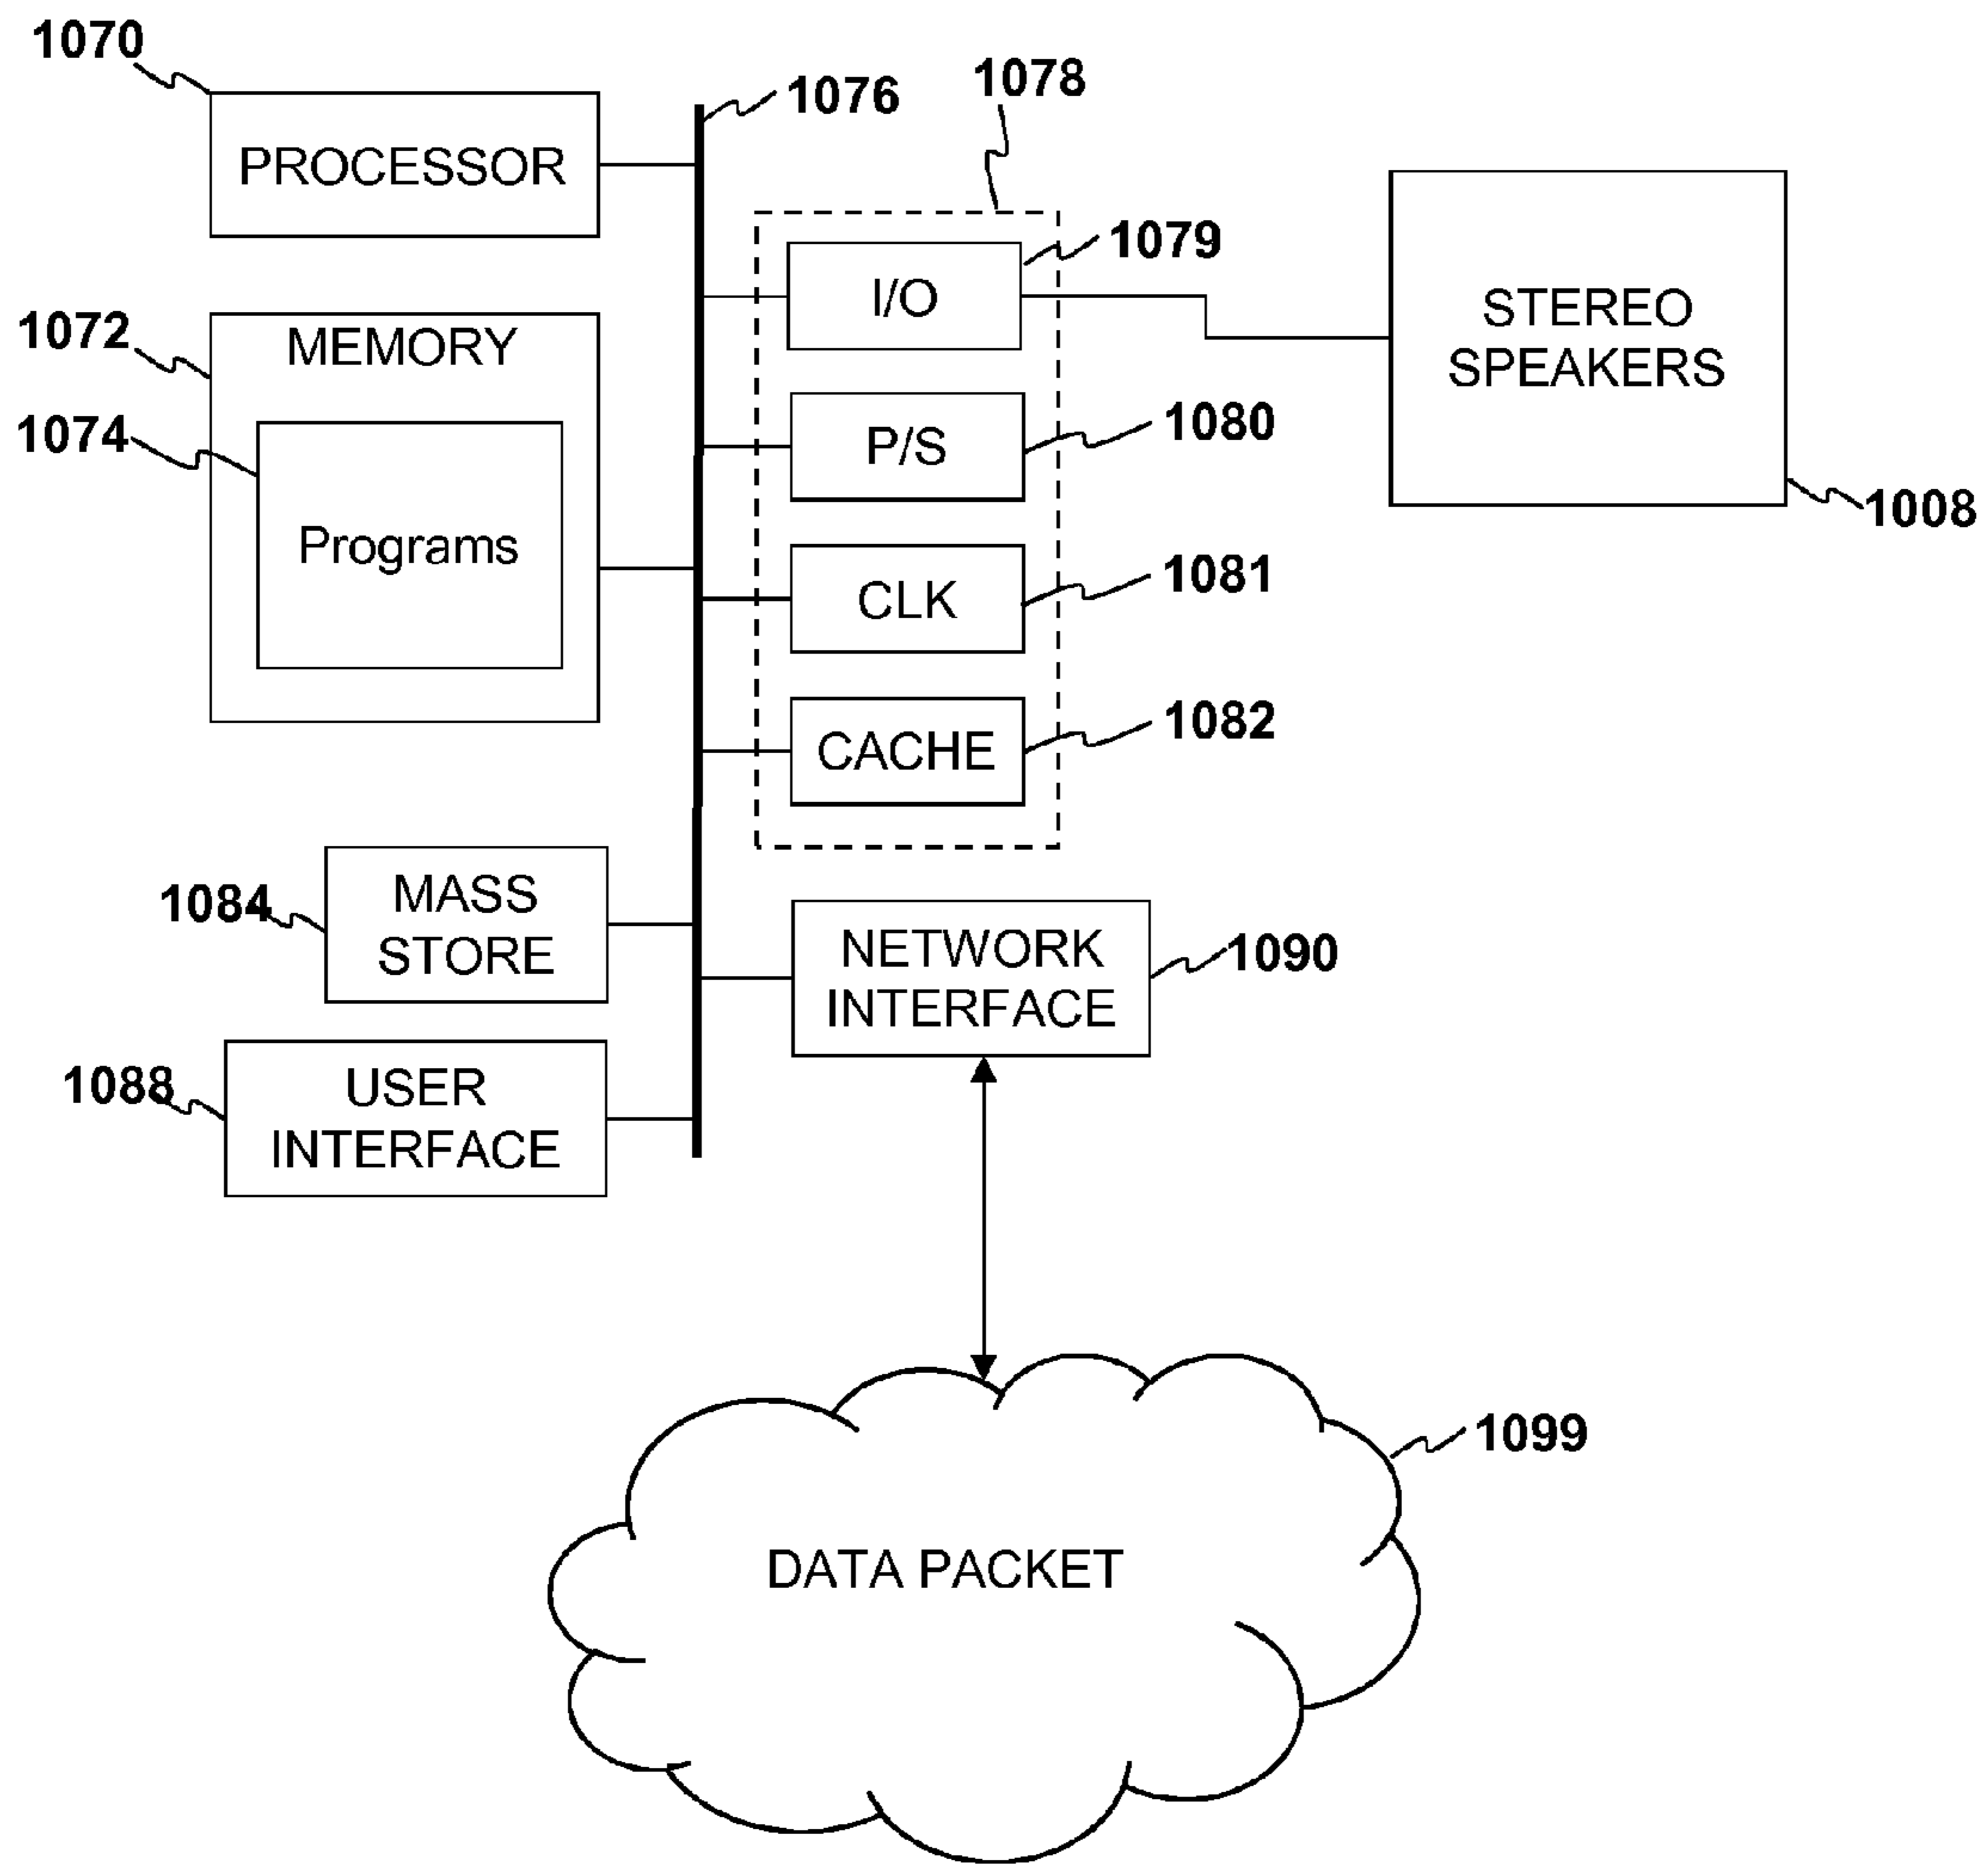 1070
1076
1078
PROCESSOR
1079
I/O
STEREO
SPEAKERS
1072
MEMORY
1074
Programs
P/S
1080
1008
CLK
1081
CACHE
1082
1084
MASS
STORE
NETWORK
INTERFACE
1090
1088
USER
INTERFACE
1099
DATA PACKET